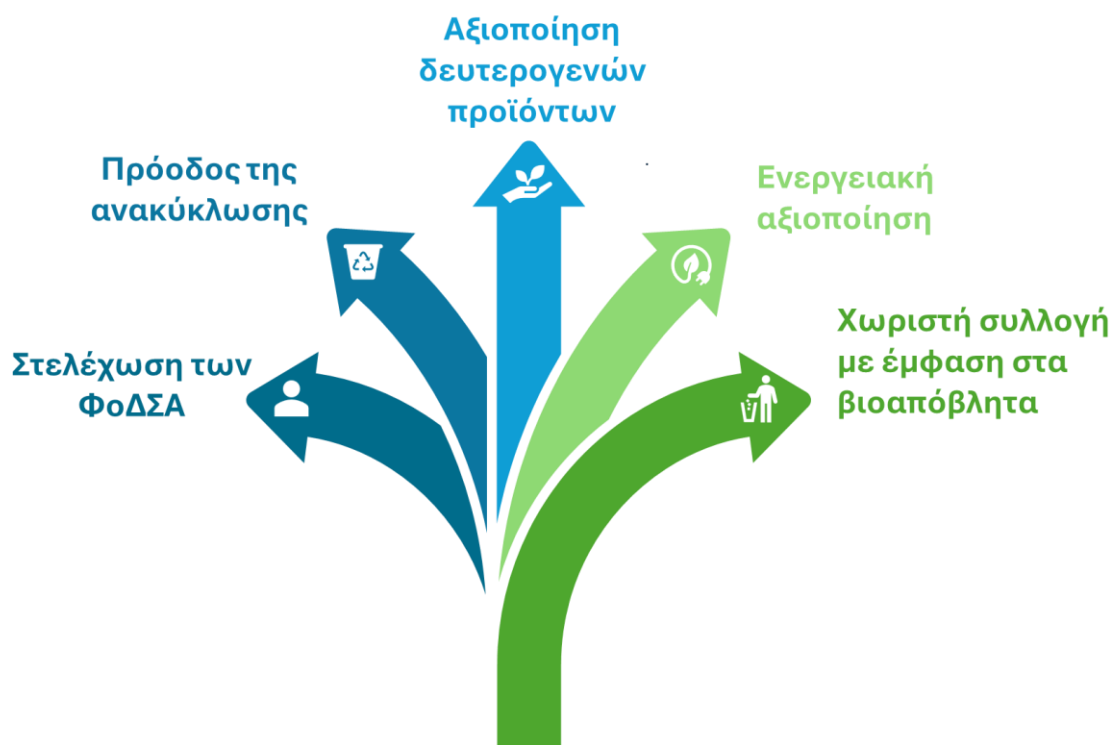 Αξιοποίηση
δευτερογενών
προϊόντων
Πρόοδος της
ανακύκλωσης
Ενεργειακή
αξιοποίηση
Στελέχωση των
ΦοΔΣΑ
Χωριστή συλλογή
με έμφαση στα
βιοαπόβλητα